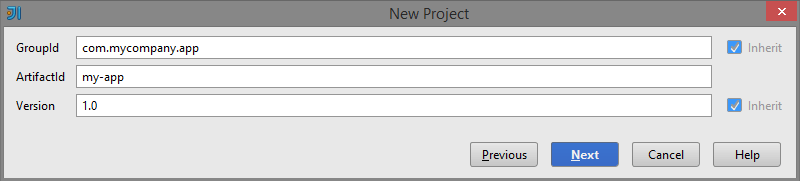 New Project
GroupId com.mycompany.app Inherit
ArtifactId my-app
Version 1.0 Inherit
Previous Next Cancel Help